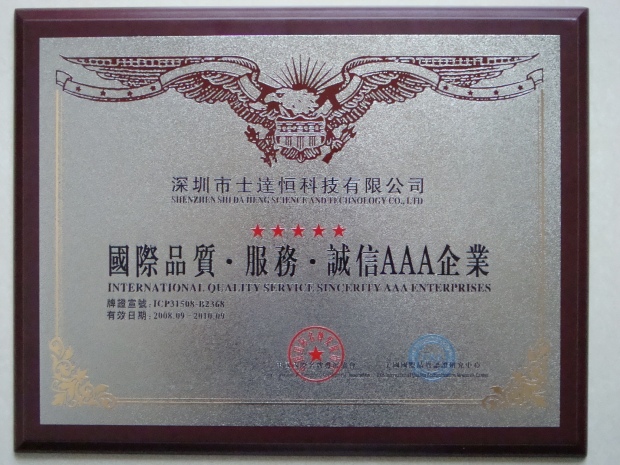 深圳市士達恒科技有限公司
SHENZHEN SHI DA HENG SCIENCE AND TECHNOLOGY CO., LTD
國際品質·服務·誠信AAA企業
INTERNATIONAL QUALITY SERVICE SINCERITY AAA ENTERPRISES
牌證宣號:ICP31508-B2368
有效日期:2008.09-2010.09